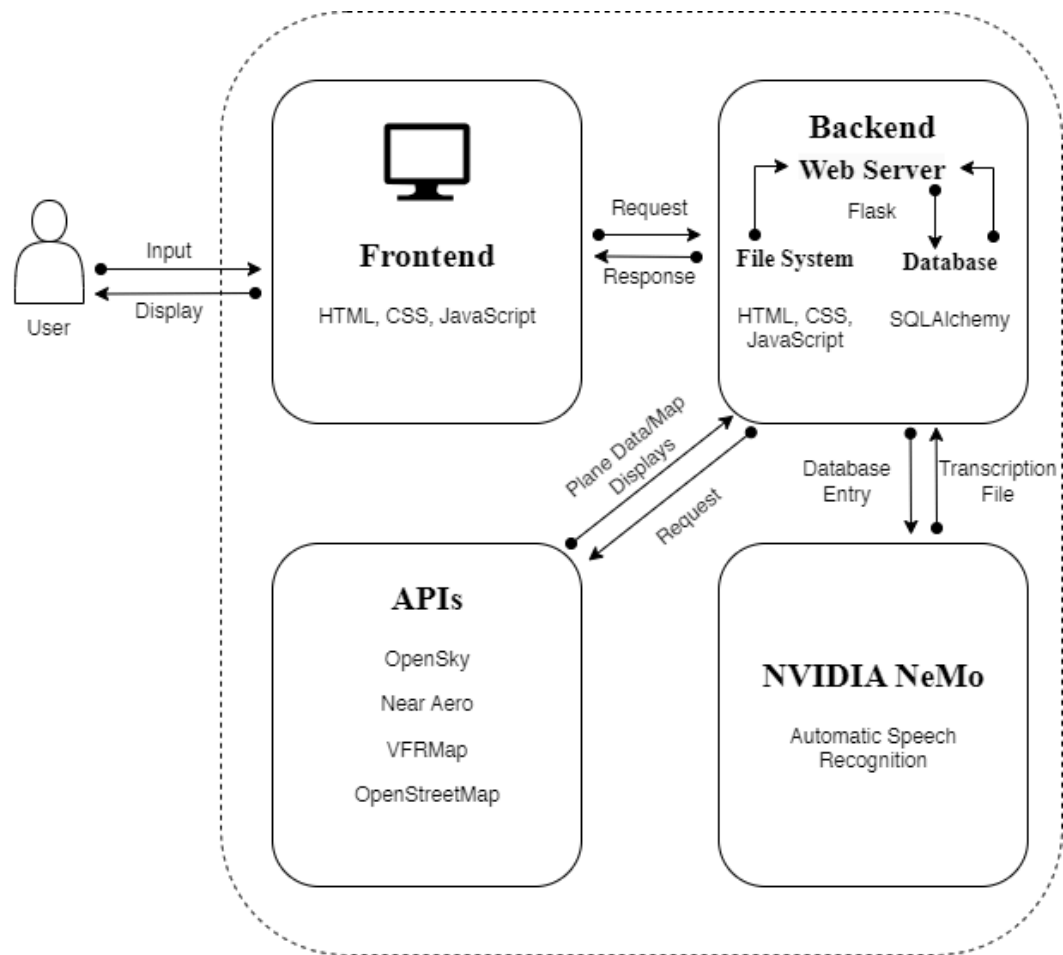 Backend
Web Server
Flask
File System
Database
HTML, CSS,
JavaScript
SQLAlchemy
Frontend
HTML, CSS, JavaScript
Request
Response
Input
Display
User
Plane Data/Map
Displays
Request
Database
Entry
Transcription
File
APIs
OpenSky
Near Aero
VFRMap
OpenStreetMap
NVIDIA NeMo
Automatic Speech
Recognition